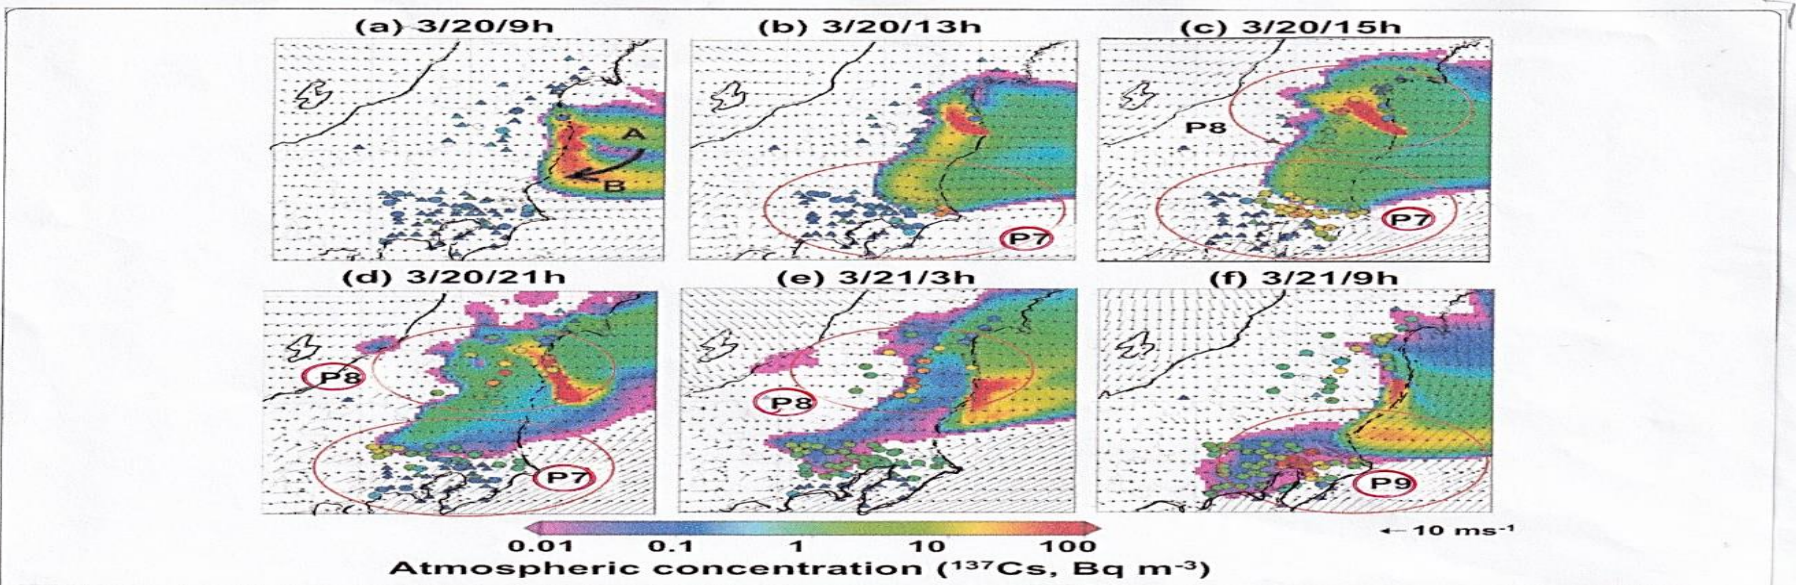 (a) 3/20/9h (b) 3/20/13h (c) 3/20/15h
A
B
P7
P8
P7
(d) 3/20/21h (e) 3/21/3h (f) 3/21/9h
P8
P7
P8
P9
←10 ms⁻¹
0.01 0.1 1 10 100
Atmospheric concentration (¹³⁷Cs, Bq m⁻³)